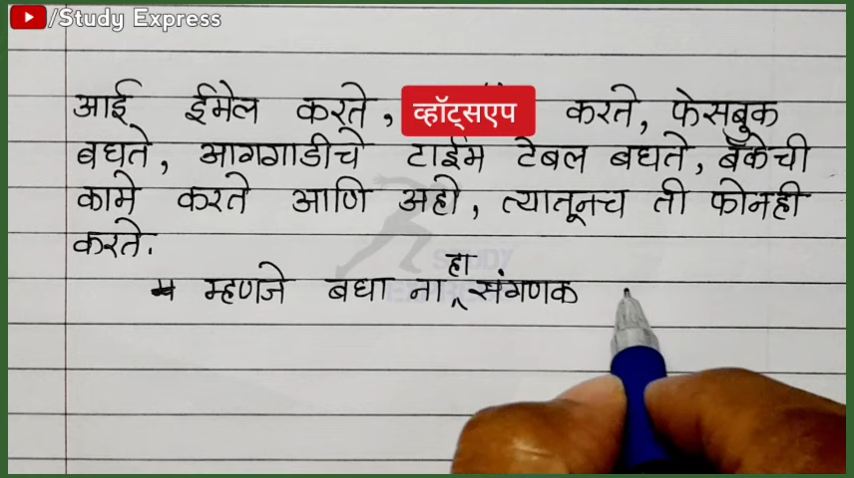 /Study Express
आई ईमेल करते, व्हॉट्सएप करते, फेसबुक
बघते, आगगाडीचे टाईम टेबल बघते, बँकेची
कामे करते आणि अहो, त्यातूनच ती फोनही
करते.
म्हणजे बघा ना, हा संगणक
STUDY